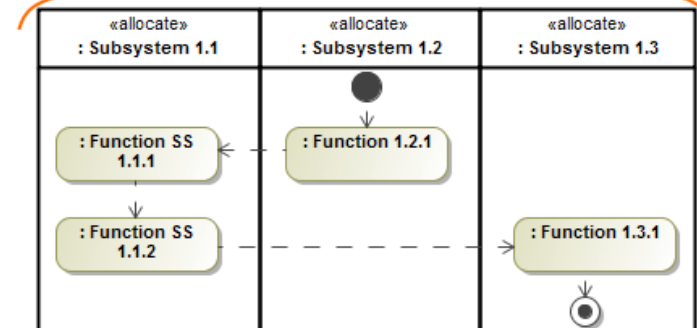 «allocate»
: Subsystem 1.1
«allocate»
: Subsystem 1.2
«allocate»
: Subsystem 1.3
: Function SS
1.1.1
: Function 1.2.1
: Function SS
1.1.2
: Function 1.3.1